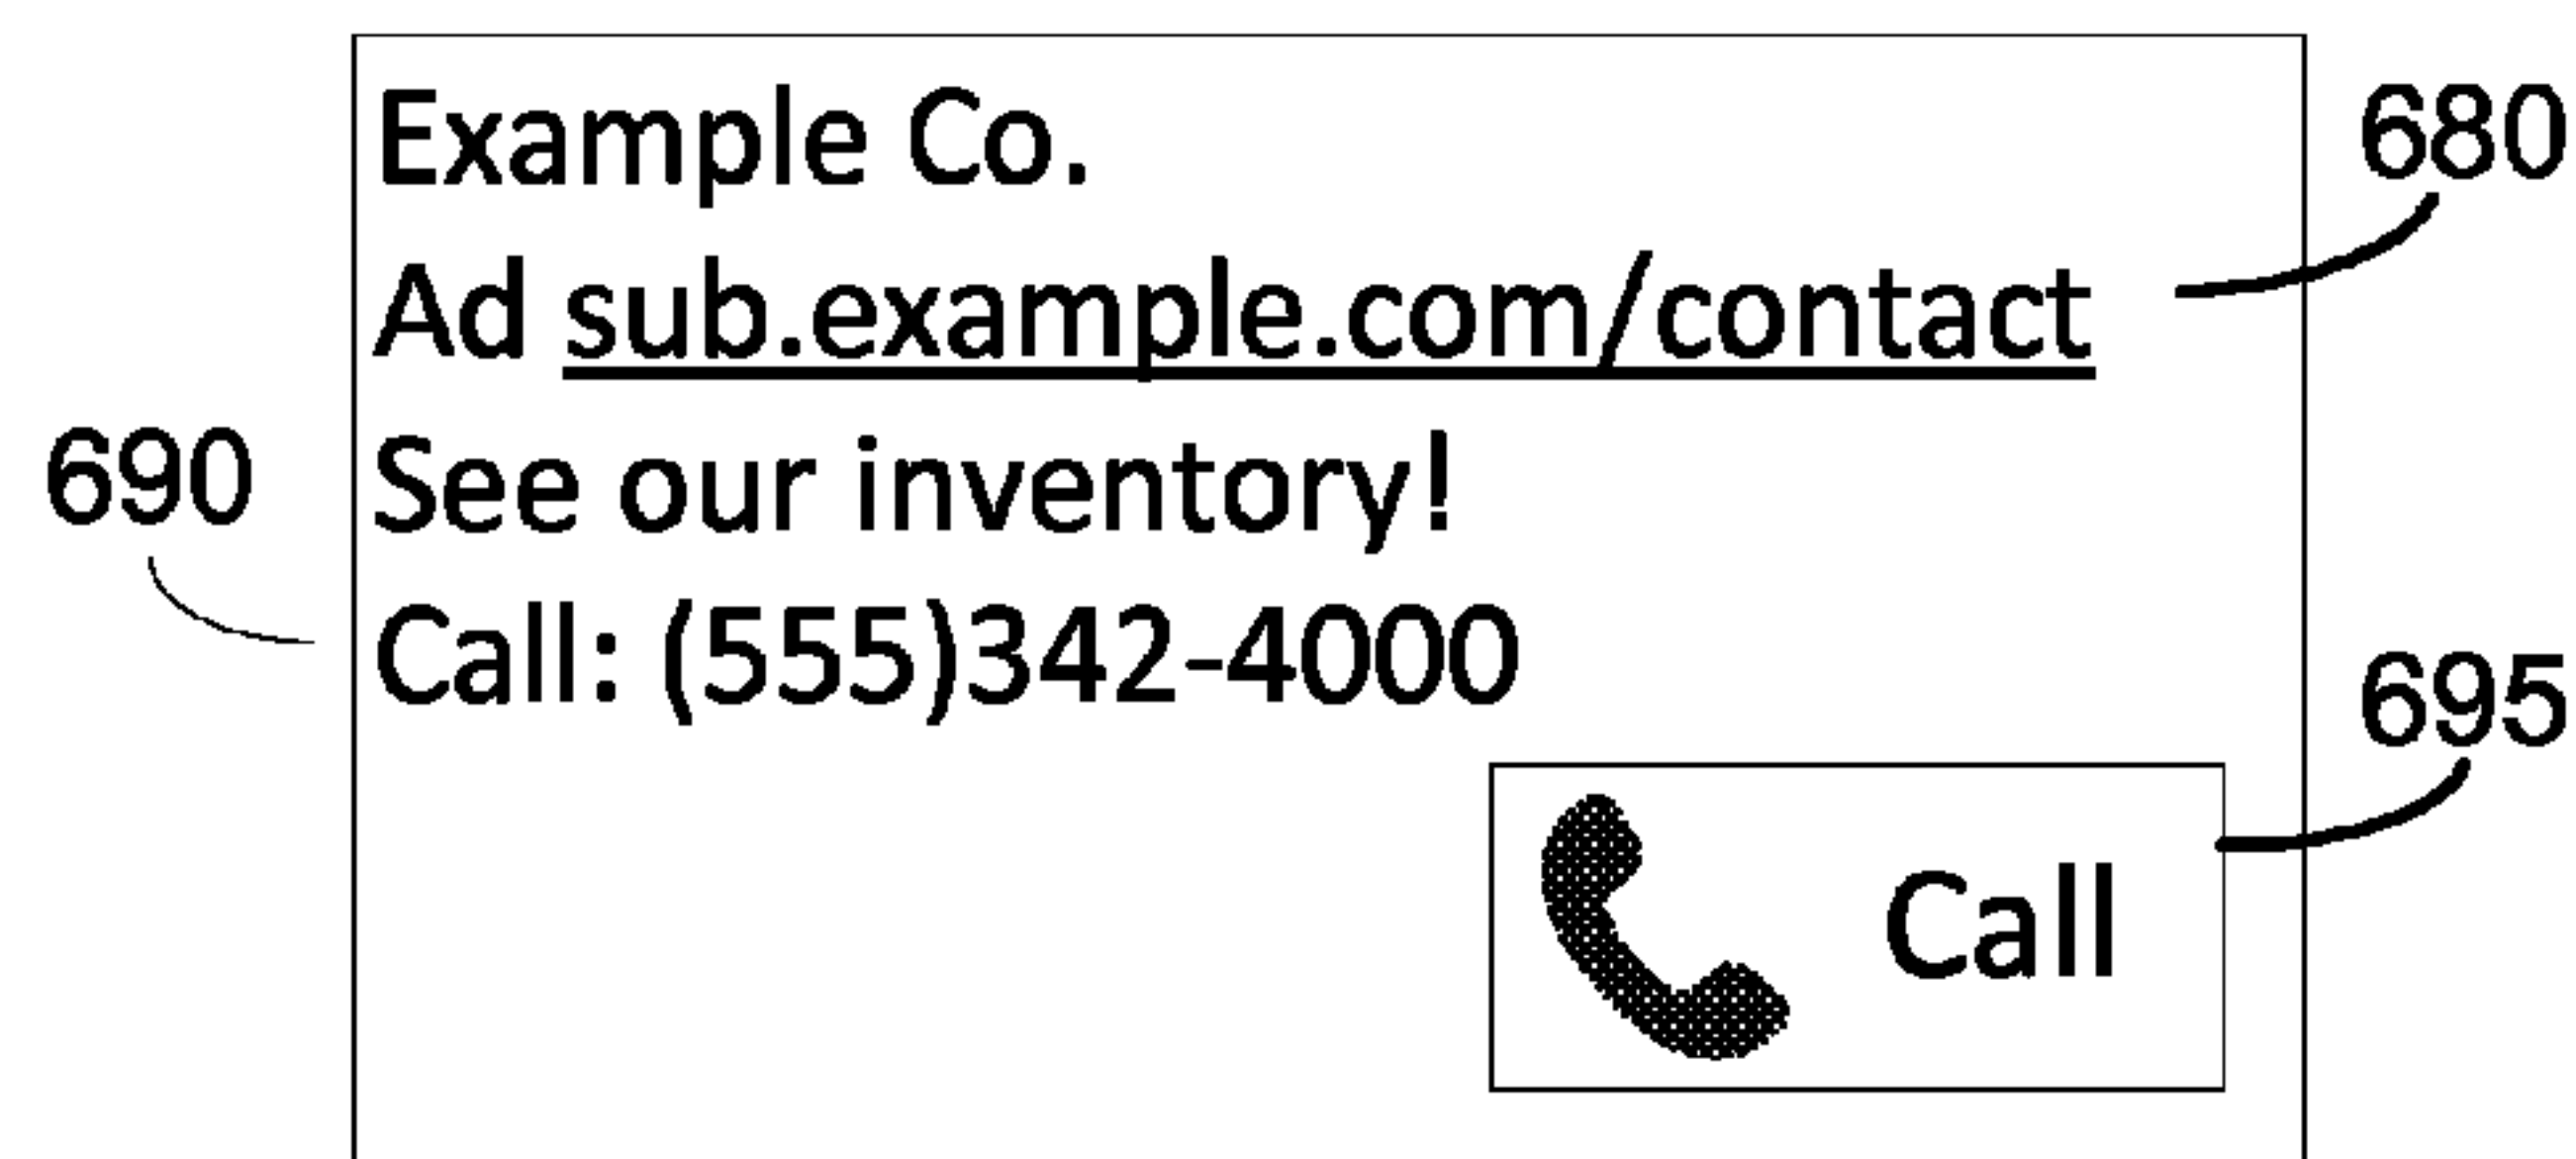 Example Co.
680
Ad sub.example.com/contact
690
See our inventory!
Call: (555)342-4000
695
Call